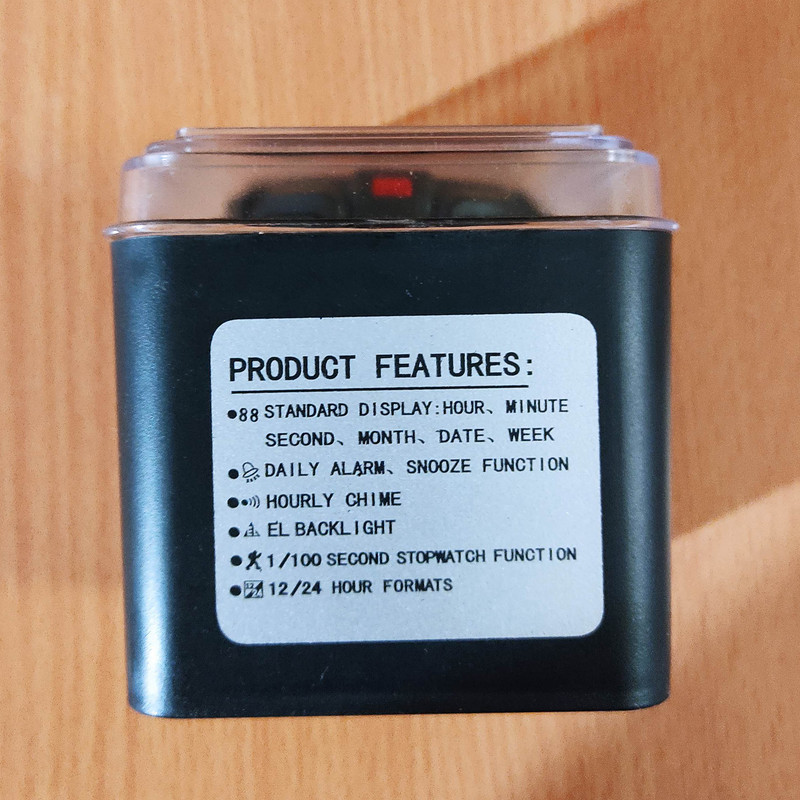 PRODUCT FEATURES:
●88 STANDARD DISPLAY:HOUR、MINUTE
SECOND、MONTH、DATE、WEEK
●DAILY ALARM、SNOOZE FUNCTION
●HOURLY CHIME
●EL BACKLIGHT
●1/100 SECOND STOPWATCH FUNCTION
●12/24 HOUR FORMATS